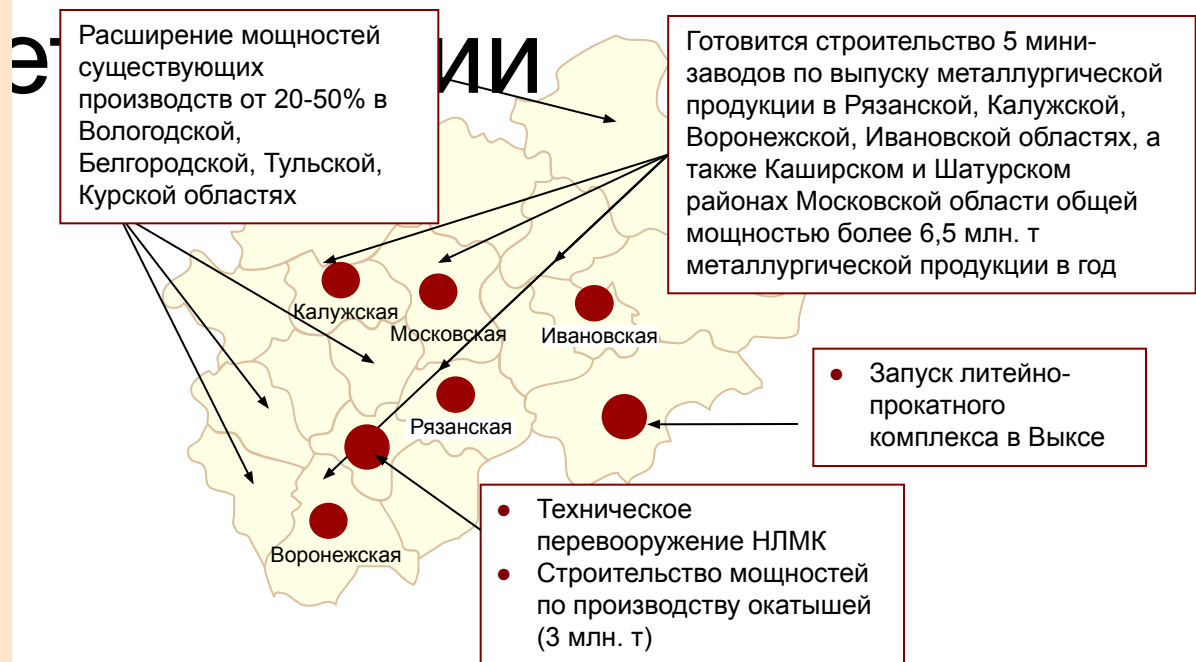 Расширение мощностей
существующих
производств от 20-50% в
Вологодской,
Белгородской, Тульской,
Курской областях
Готовится строительство 5 мини-
заводов по выпуску металлургической
продукции в Рязанской, Калужской,
Воронежской, Ивановской областях, а
также Каширском и Шатурском
районах Московской области общей
мощностью более 6,5 млн. т
металлургической продукции в год
Калужская
Московская
Ивановская
Рязанская
Воронежская
● Запуск литейно-
прокатного
комплекса в Выксе
● Техническое
перевооружение НЛМК
● Строительство мощностей
по производству окатышей
(3 млн. т)